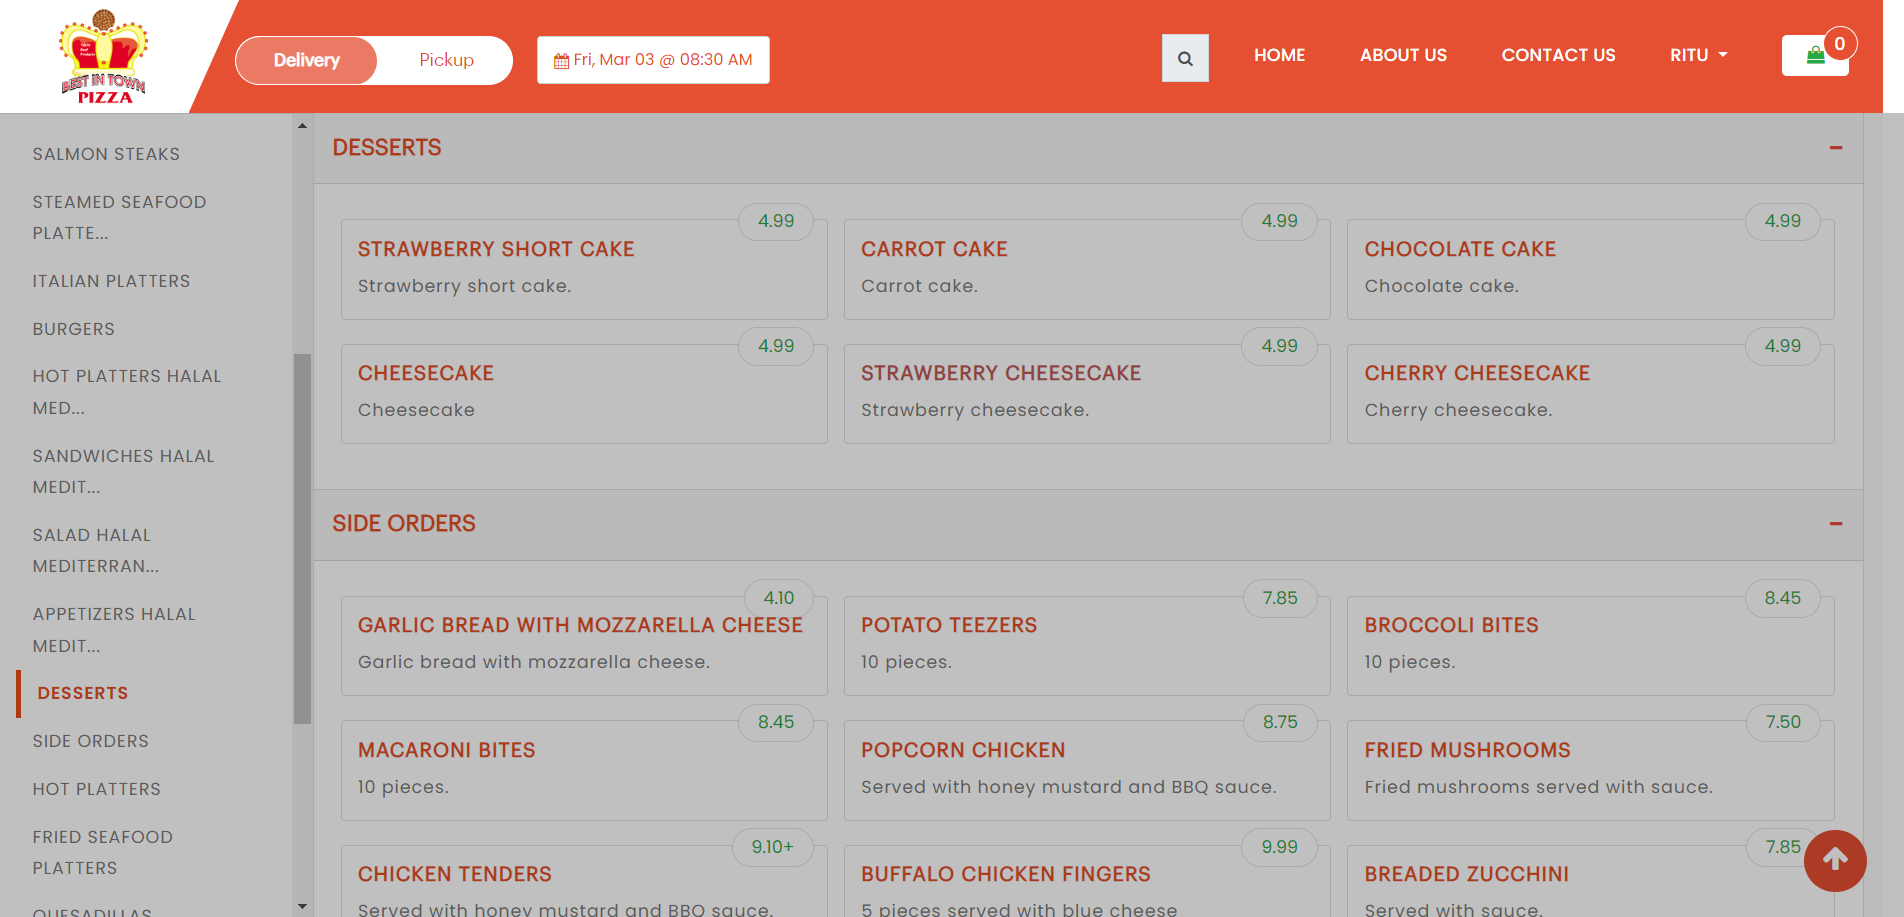 BEST IN TOWN
PIZZA
Delivery
Pickup
Fri, Mar 03 @ 08:30 AM
HOME
ABOUT US
CONTACT US
RITU
0
SALMON STEAKS
STEAMED SEAFOOD
PLATTE...
ITALIAN PLATTERS
BURGERS
HOT PLATTERS HALAL
MED...
SANDWICHES HALAL
MEDIT...
SALAD HALAL
MEDITERRAN...
APPETIZERS HALAL
MEDIT...
DESSERTS
SIDE ORDERS
HOT PLATTERS
FRIED SEAFOOD
PLATTERS
QUESADILLAS
DESSERTS
4.99
STRAWBERRY SHORT CAKE
Strawberry short cake.
4.99
CARROT CAKE
Carrot cake.
4.99
CHOCOLATE CAKE
Chocolate cake.
4.99
CHEESECAKE
Cheesecake
4.99
STRAWBERRY CHEESECAKE
Strawberry cheesecake.
4.99
CHERRY CHEESECAKE
Cherry cheesecake.
SIDE ORDERS
4.10
GARLIC BREAD WITH MOZZARELLA CHEESE
Garlic bread with mozzarella cheese.
7.85
POTATO TEEZERS
10 pieces.
8.45
BROCCOLI BITES
10 pieces.
8.45
MACARONI BITES
10 pieces.
8.75
POPCORN CHICKEN
Served with honey mustard and BBQ sauce.
7.50
FRIED MUSHROOMS
Fried mushrooms served with sauce.
9.10+
CHICKEN TENDERS
Served with honey mustard and BBQ sauce.
9.99
BUFFALO CHICKEN FINGERS
5 pieces served with blue cheese
7.85
BREADED ZUCCHINI
Served with sauce.